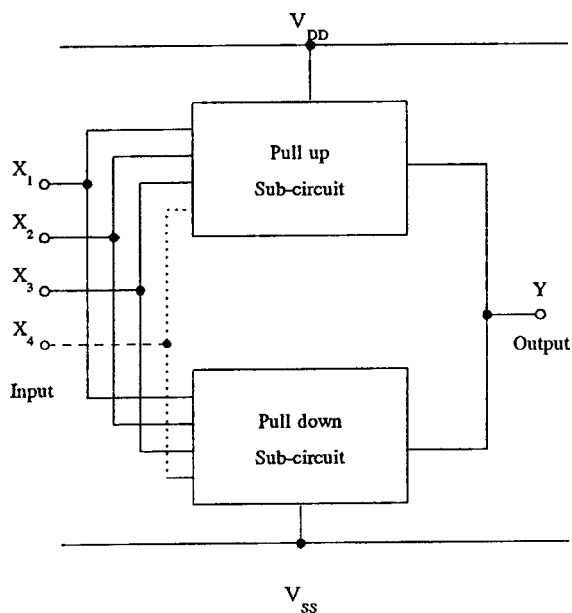 V_DD
Pull up
Sub-circuit
X_1
X_2
X_3
X_4
Input
Y
Output
Pull down
Sub-circuit
V_SS